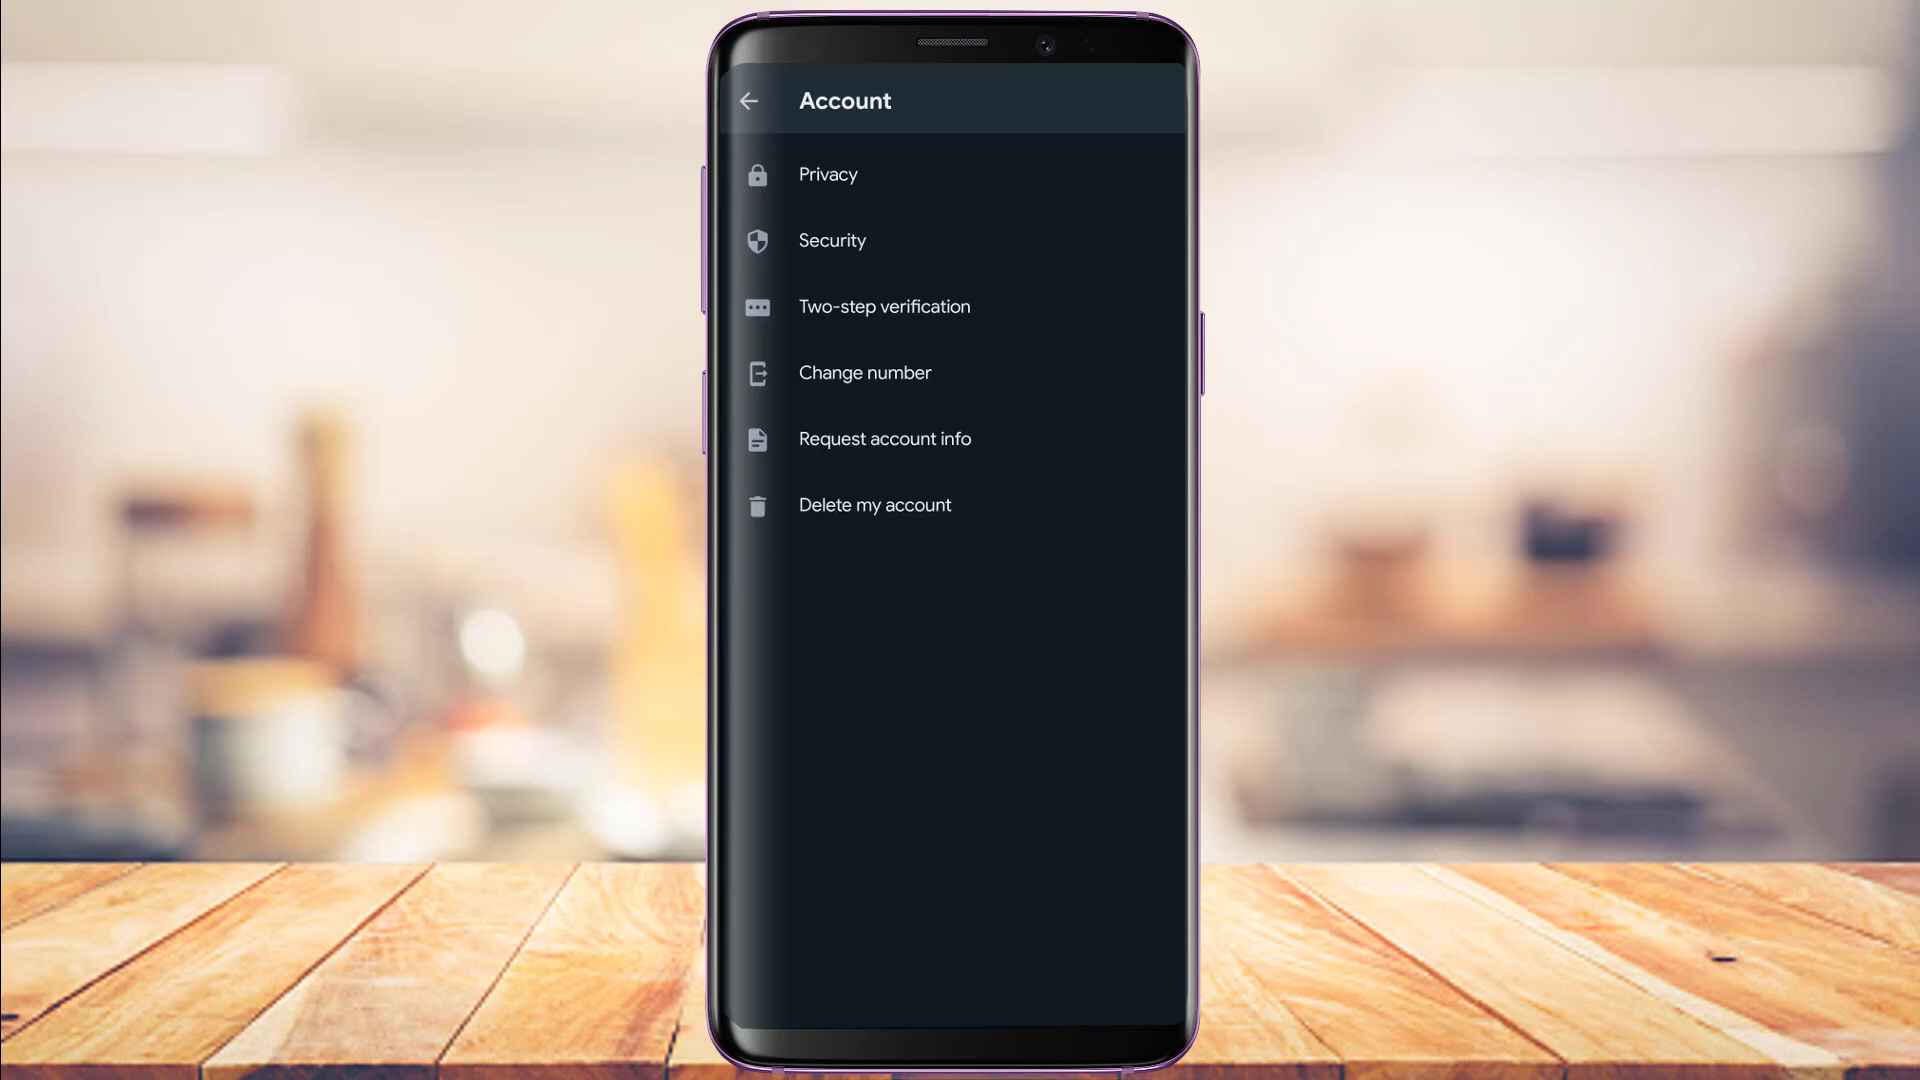 Account
Privacy
Security
Two-step verification
Change number
Request account info
Delete my account